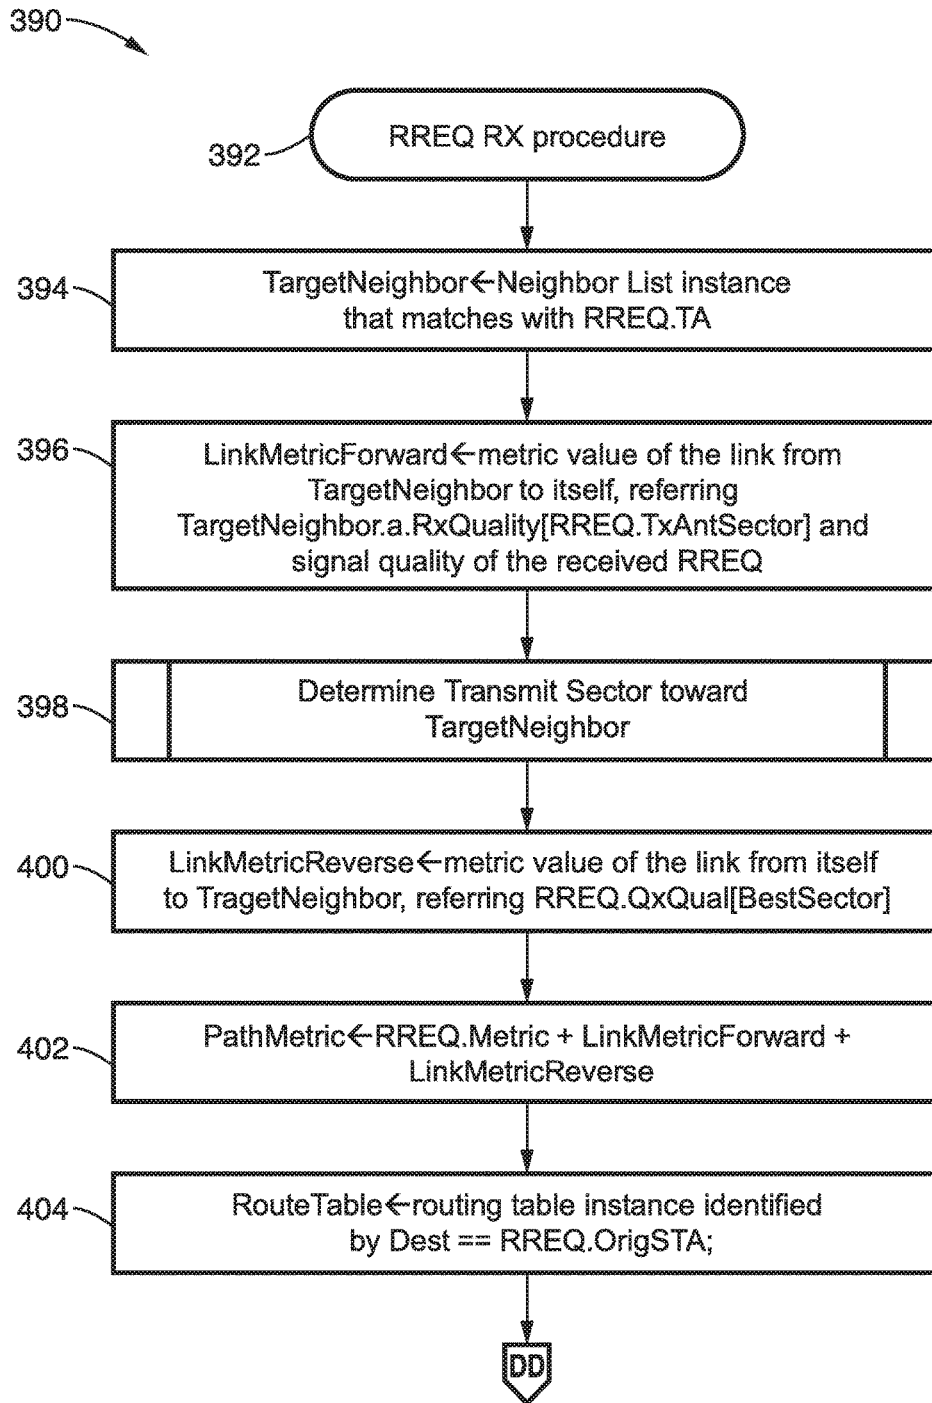 390
392
RREQ RX procedure
394
TargetNeighbor←Neighbor List instance
that matches with RREQ.TA
396
LinkMetricForward←metric value of the link from
TargetNeighbor to itself, referring
TargetNeighbor.a.RxQuality[RREQ.TxAntSector] and
signal quality of the received RREQ
398
Determine Transmit Sector toward
TargetNeighbor
400
LinkMetricReverse←metric value of the link from itself
to TragetNeighbor, referring RREQ.QxQual[BestSector]
402
PathMetric←RREQ.Metric + LinkMetricForward +
LinkMetricReverse
404
RouteTable←routing table instance identified
by Dest == RREQ.OrigSTA;
DD